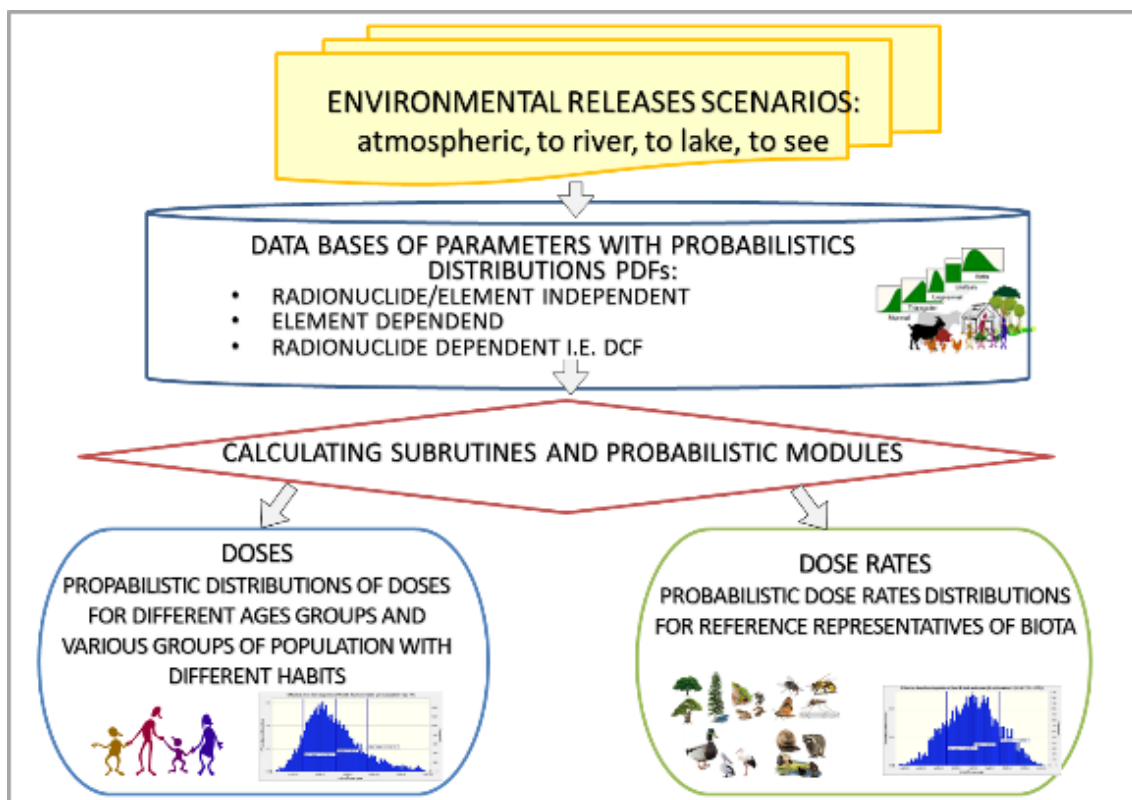 ENVIRONMENTAL RELEASES SCENARIOS:
atmospheric, to river, to lake, to see
DATA BASES OF PARAMETERS WITH PROBABILISTICS
DISTRIBUTIONS PDFs:
• RADIONUCLIDE/ELEMENT INDEPENDENT
• ELEMENT DEPENDEND
• RADIONUCLIDE DEPENDENT I.E. DCF
Normal
CALCULATING SUBRUTINES AND PROBABILISTIC MODULES
DOSES
PROPABILISTIC DISTRIBUTIONS OF DOSES
FOR DIFFERENT AGES GROUPS AND
VARIOUS GROUPS OF POPULATION WITH
DIFFERENT HABITS
DOSE RATES
PROBABILISTIC DOSE RATES DISTRIBUTIONS
FOR REFERENCE REPRESENTATIVES OF BIOTA